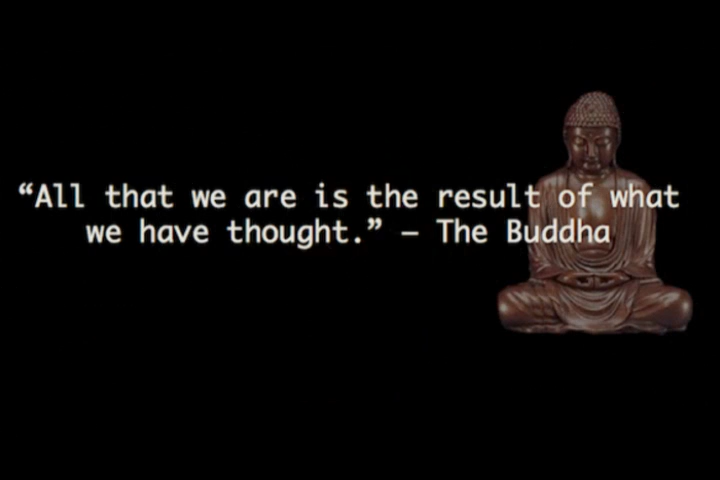 “All that we are is the result of what
we have thought.” – The Buddha